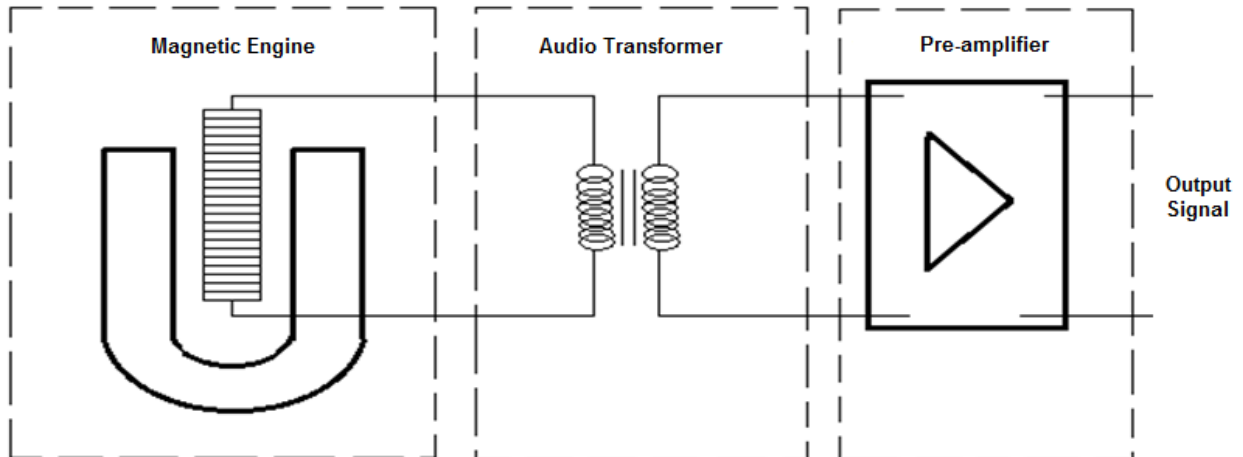 Magnetic Engine
Audio Transformer
Pre-amplifier
Output
Signal